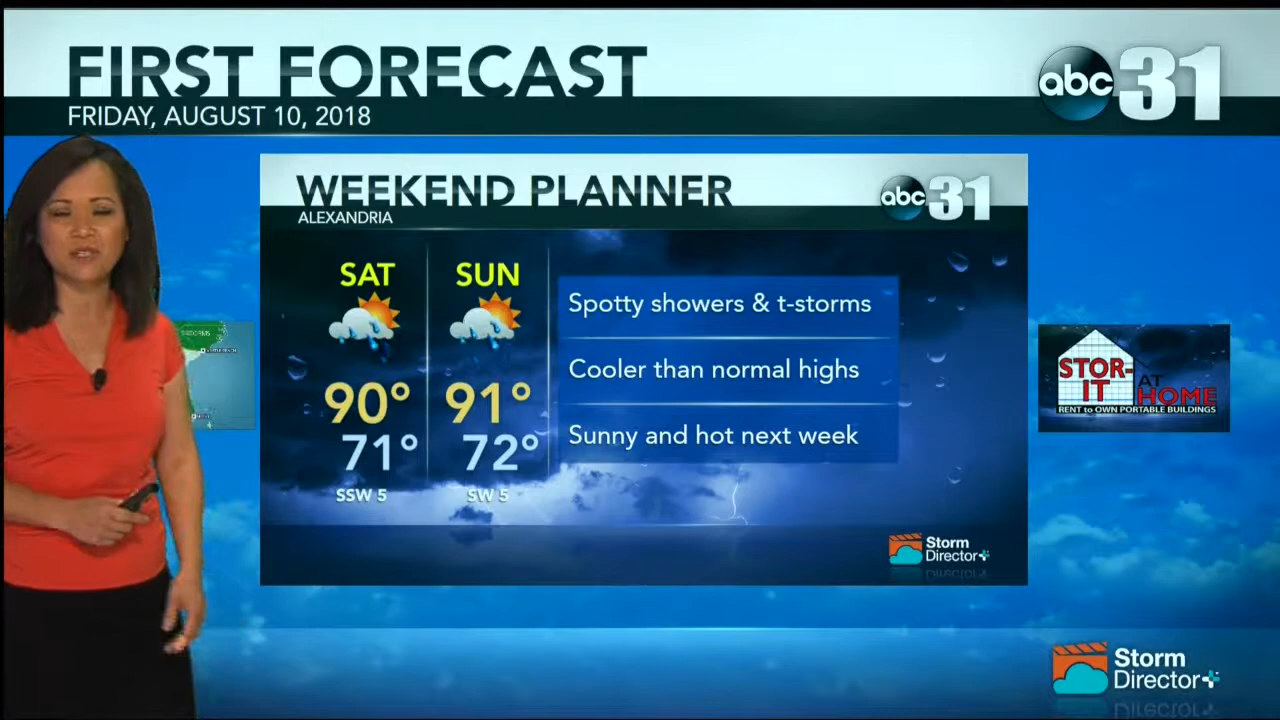 FIRST FORECAST
FRIDAY, AUGUST 10, 2018
abc 31
WEEKEND PLANNER
ALEXANDRIA
abc 31
SAT
SUN
90°
91°
71°
72°
SSW 5
SW 5
Spotty showers & t-storms
Cooler than normal highs
Sunny and hot next week
Storm
Director+
STOR-
IT AT
HOME
RENT to OWN PORTABLE BUILDINGS
Storm
Director+